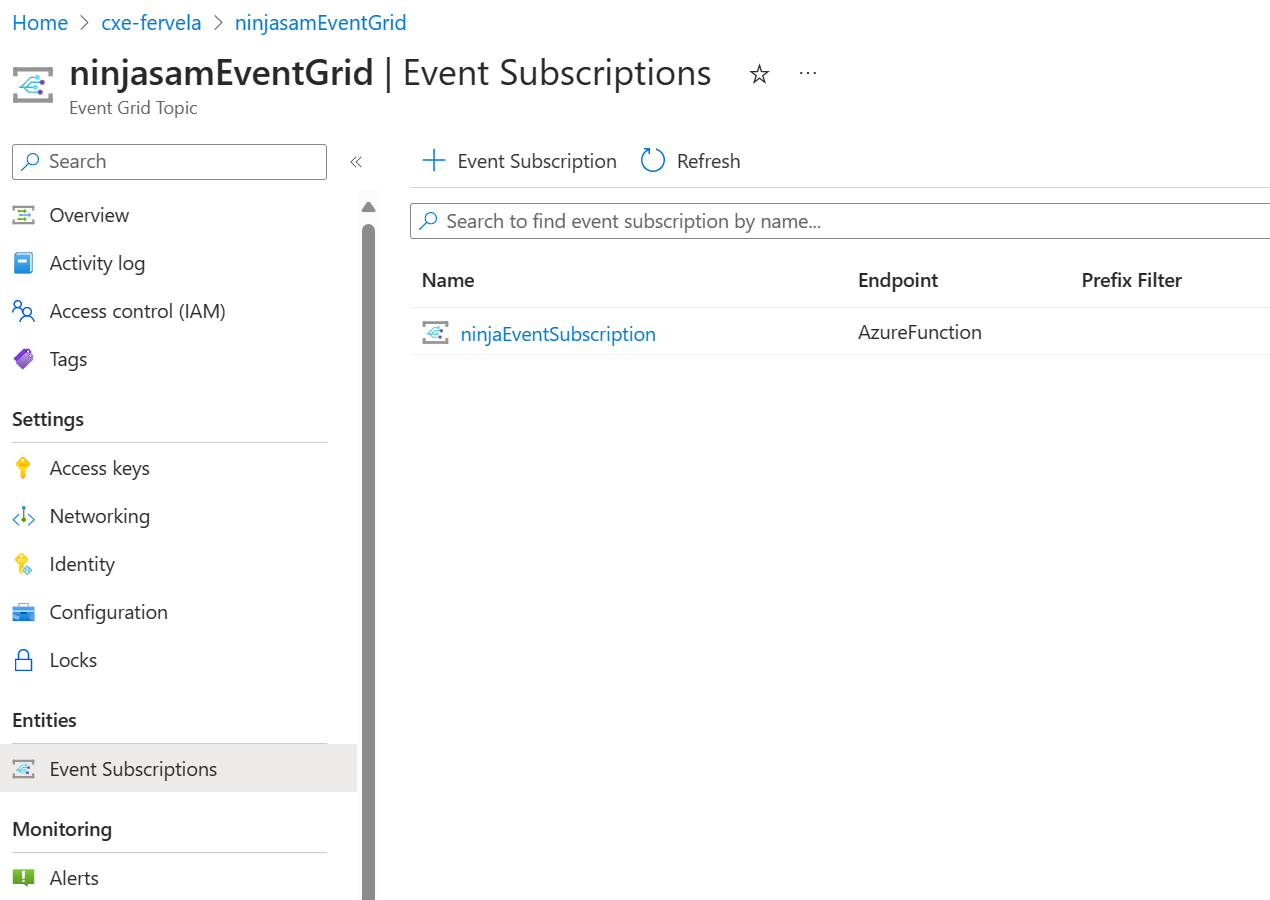 Home > cxe-fervela > ninjasamEventGrid
ninjasamEventGrid | Event Subscriptions
Event Grid Topic
Search
Overview
Activity log
Access control (IAM)
Tags
Settings
Access keys
Networking
Identity
Configuration
Locks
Entities
Event Subscriptions
Monitoring
Alerts
Event Subscription Refresh
Search to find event subscription by name...
Name Endpoint Prefix Filter
ninjaEventSubscription AzureFunction